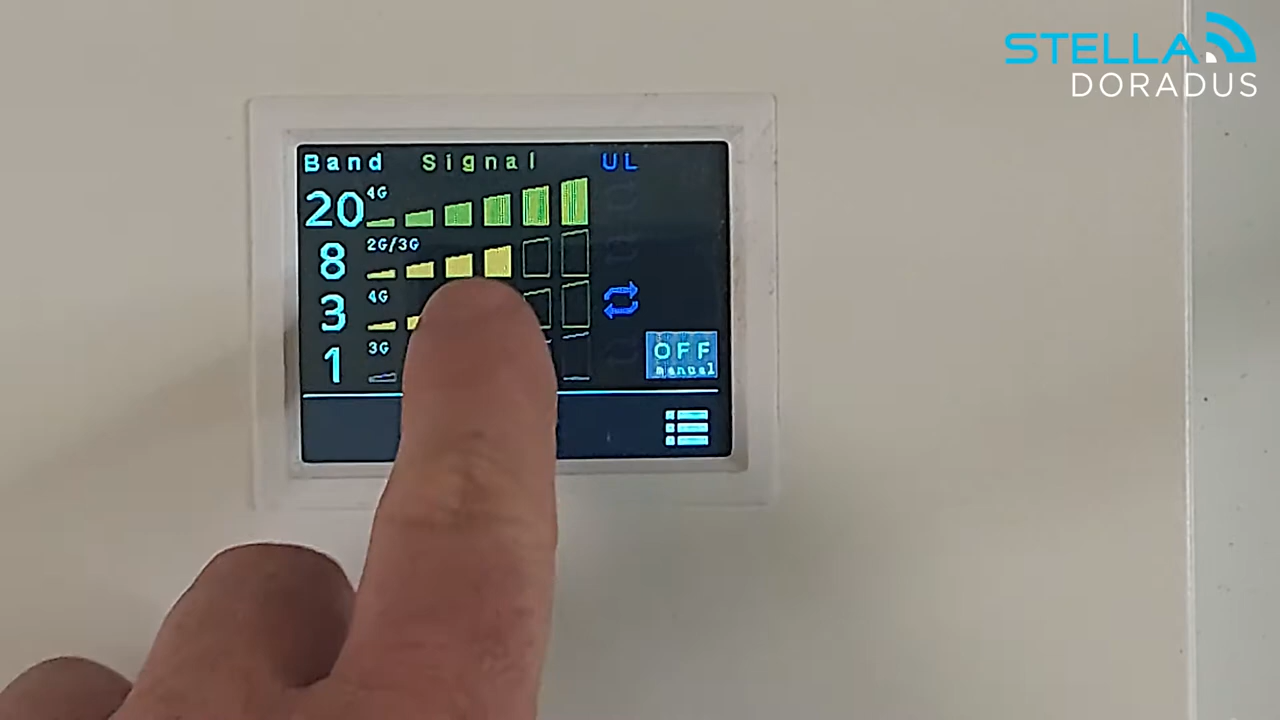 STELLA
DORADUS
Band Signal UL
20 4G
8 2G/3G
3 4G
1 3G
OFF
manual